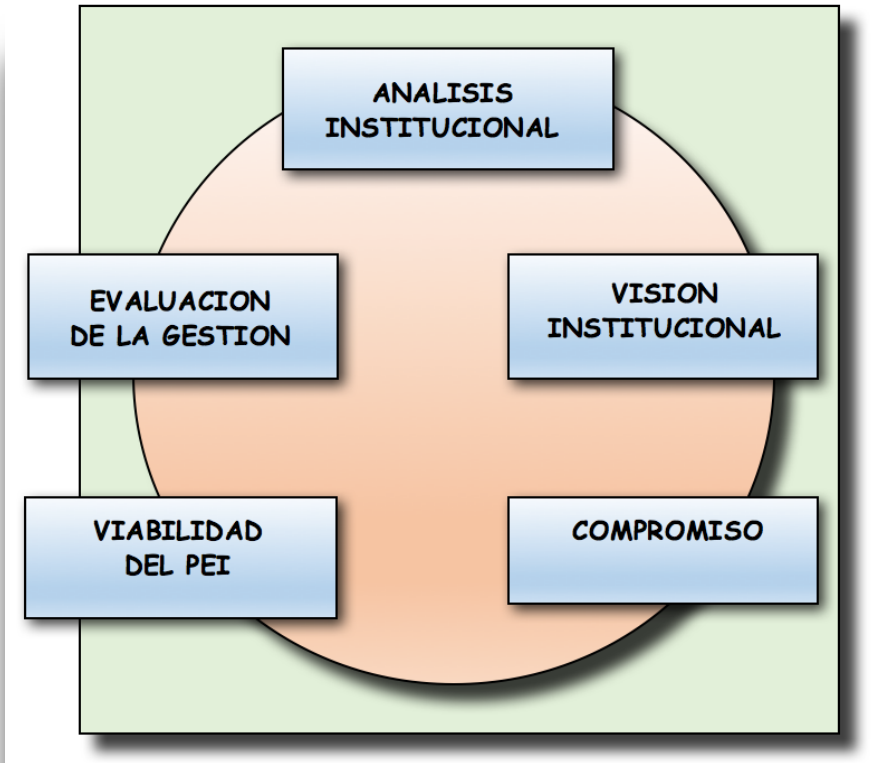 ANALISIS
INSTITUCIONAL
EVALUACION
DE LA GESTION
VISION
INSTITUCIONAL
VIABILIDAD
DEL PEI
COMPROMISO